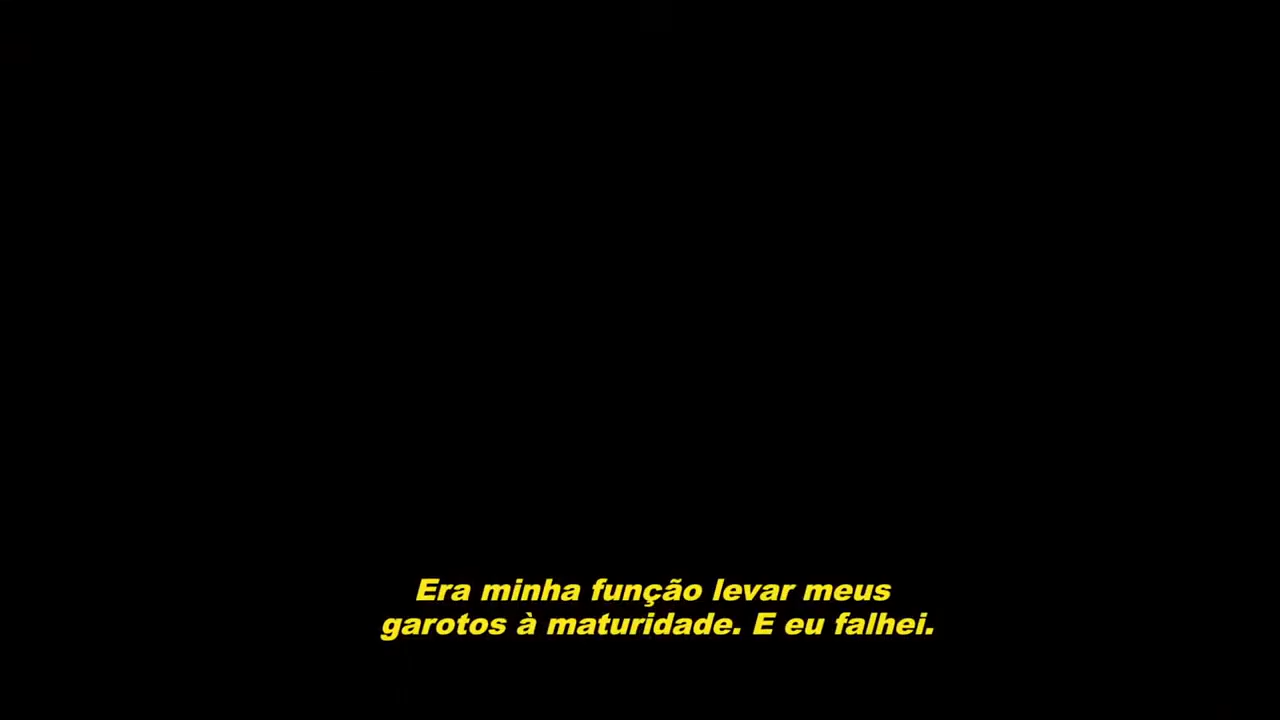 Era minha função levar meus
garotos à maturidade. E eu falhei.